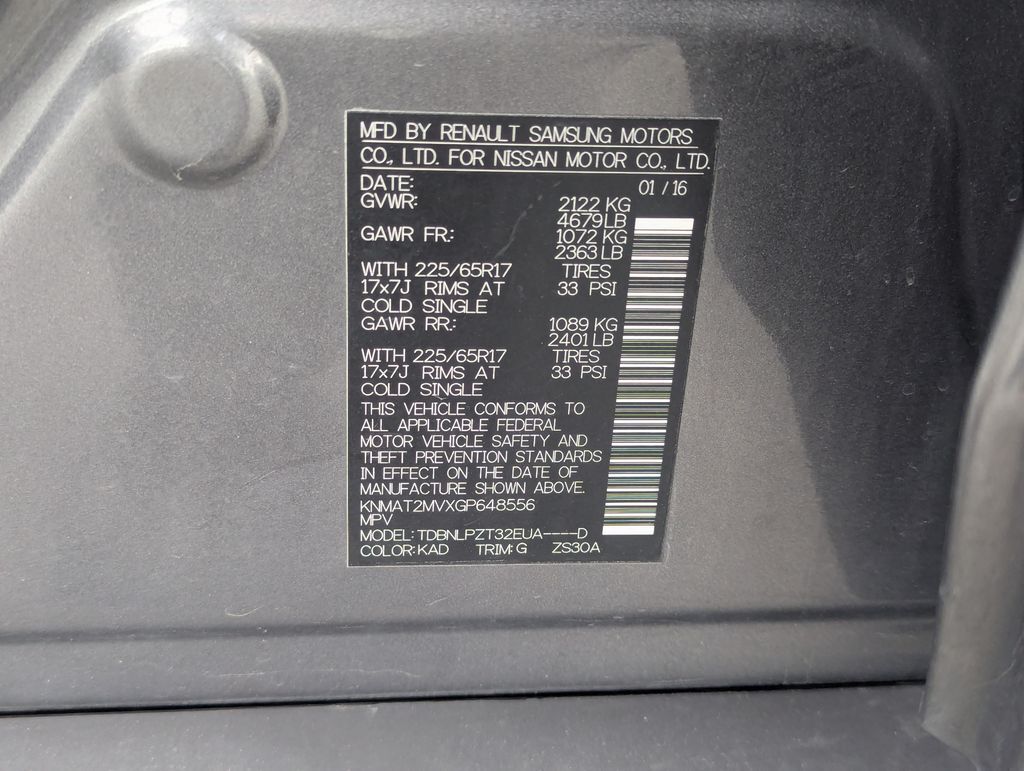 MFD BY RENAULT SAMSUNG MOTORS
CO., LTD. FOR NISSAN MOTOR CO., LTD.
DATE: 01 / 16
GVWR: 2122 KG
4679 LB
GAWR FR.: 1072 KG
2363 LB
WITH 225/65R17 TIRES
17x7J RIMS AT 33 PSI
COLD SINGLE
GAWR RR.: 1089 KG
2401 LB
WITH 225/65R17 TIRES
17x7J RIMS AT 33 PSI
COLD SINGLE
THIS VEHICLE CONFORMS TO
ALL APPLICABLE FEDERAL
MOTOR VEHICLE SAFETY AND
THEFT PREVENTION STANDARDS
IN EFFECT ON THE DATE OF
MANUFACTURE SHOWN ABOVE.
KNMAT2MVXGP648556
MPV
MODEL: TDBNLPZT32EUA----D
COLOR: KAD TRIM: G ZS30A